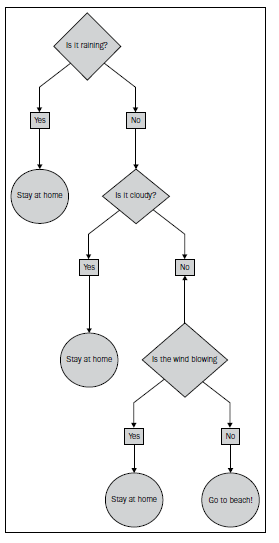 Is it raining?
Yes
No
Stay at home
Is it cloudy?
Yes
No
Stay at home
Is the wind blowing
Yes
No
Stay at home
Go to beach!